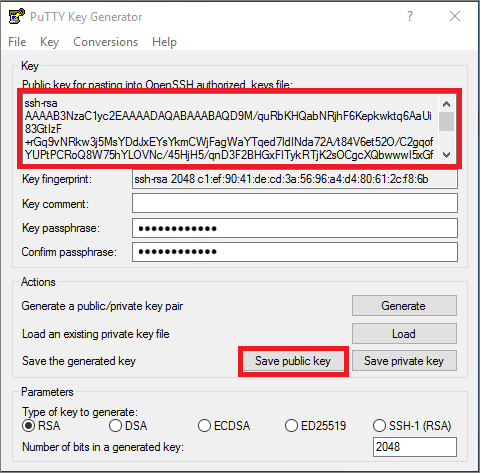 PuTTY Key Generator
File Key Conversions Help
Key
Public key for pasting into OpenSSH authorized_keys file:
ssh-rsa
AAAAB3NzaC1yc2EAAAADAQABAAABAQD9M/quRbKHQabNRjhF6Kepkwktq6AaUi
83GtIzF
+rGq9vNRkw3j5MsYDdJxEYsYkmCWjFagWaYTqed7ldINda72A/t84V6et52O/C2gqof
YUPtPCRoQ8W75hYLOVNc/45HjH5/qnD3F2BHGxFITykRTjK2sOCgcXQbwwwI5xGf
Key fingerprint: ssh-rsa 2048 c1:ef:90:41:de:cd:3a:56:96:a4:d4:80:61:2c:f8:6b
Key comment:
Key passphrase: ••••••••••••
Confirm passphrase: ••••••••••••
Actions
Generate a public/private key pair Generate
Load an existing private key file Load
Save the generated key Save public key Save private key
Parameters
Type of key to generate:
RSA DSA ECDSA ED25519 SSH-1 (RSA)
Number of bits in a generated key: 2048